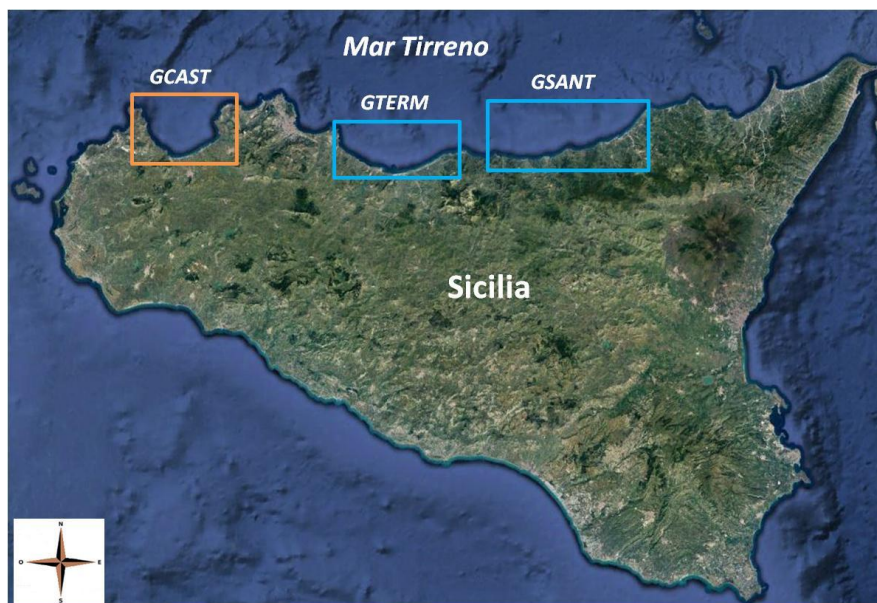 Mar Tirreno
GCAST
GTERM
GSANT
Sicilia
N
O
E
S